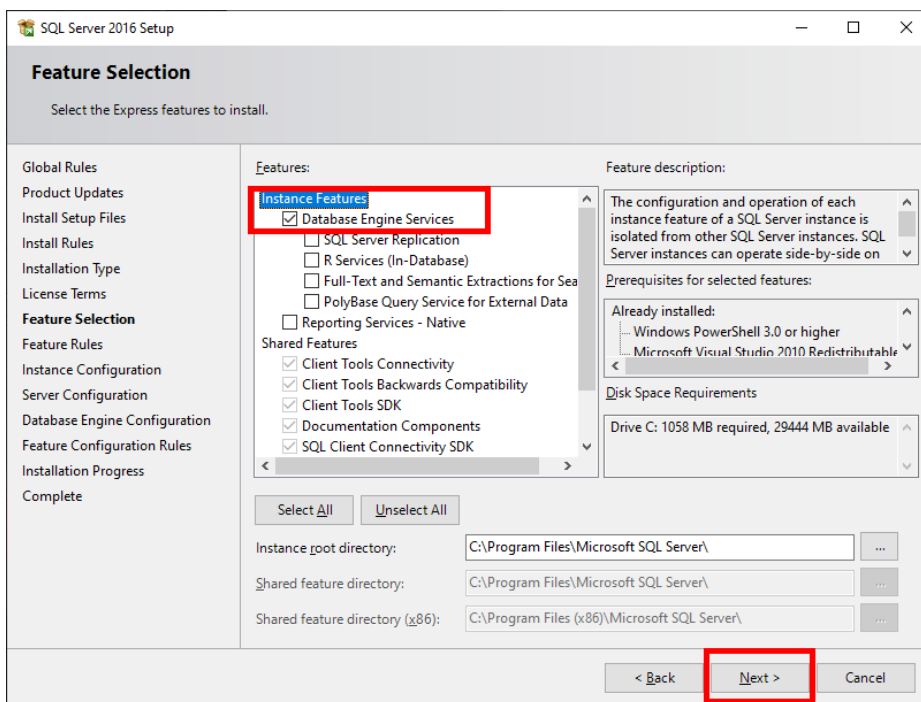 SQL Server 2016 Setup
Feature Selection
Select the Express features to install.
Global Rules
Product Updates
Install Setup Files
Install Rules
Installation Type
License Terms
Feature Selection
Feature Rules
Instance Configuration
Server Configuration
Database Engine Configuration
Feature Configuration Rules
Installation Progress
Complete
Features:
Instance Features
Database Engine Services
SQL Server Replication
R Services (In-Database)
Full-Text and Semantic Extractions for Sea
PolyBase Query Service for External Data
Reporting Services - Native
Shared Features
Client Tools Connectivity
Client Tools Backwards Compatibility
Client Tools SDK
Documentation Components
SQL Client Connectivity SDK
Feature description:
The configuration and operation of each
instance feature of a SQL Server instance is
isolated from other SQL Server instances. SQL
Server instances can operate side-by-side on
Prerequisites for selected features:
Already installed:
Windows PowerShell 3.0 or higher
Microsoft Visual Studio 2010 Redistributable
Disk Space Requirements
Drive C: 1058 MB required, 29444 MB available
Select All
Unselect All
Instance root directory:
C:\Program Files\Microsoft SQL Server\
...
Shared feature directory:
C:\Program Files\Microsoft SQL Server\
...
Shared feature directory (x86):
C:\Program Files (x86)\Microsoft SQL Server\
...
< Back
Next >
Cancel